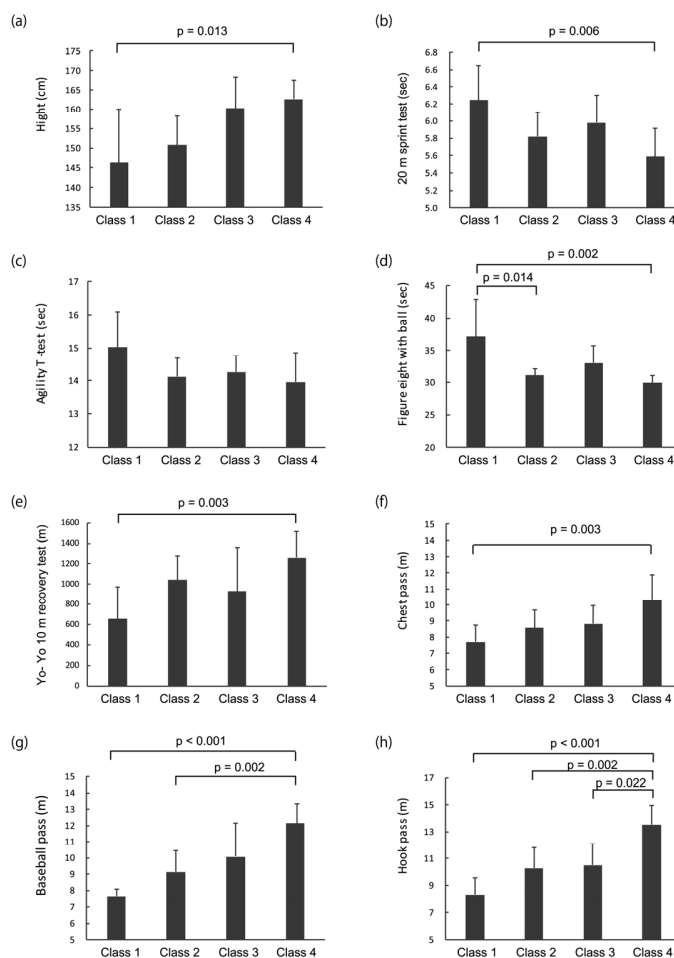 (a)
p = 0.013
Hight (cm)
170
165
160
155
150
145
140
135
Class 1 Class 2 Class 3 Class 4
(b)
p = 0.006
20 m sprint test (sec)
6.8
6.6
6.4
6.2
6.0
5.8
5.6
5.4
5.2
5.0
Class 1 Class 2 Class 3 Class 4
(c)
Agility T-test (sec)
17
16
15
14
13
12
Class 1 Class 2 Class 3 Class 4
(d)
p = 0.002
p = 0.014
Figure eight with ball (sec)
45
40
35
30
25
20
Class 1 Class 2 Class 3 Class 4
(e)
p = 0.003
Yo- Yo 10 m recovery test (m)
1600
1400
1200
1000
800
600
400
200
0
Class 1 Class 2 Class 3 Class 4
(f)
p = 0.003
Chest pass (m)
15
14
13
12
11
10
9
8
7
6
5
Class 1 Class 2 Class 3 Class 4
(g)
p < 0.001
p = 0.002
Baseball pass (m)
15
14
13
12
11
10
9
8
7
6
5
Class 1 Class 2 Class 3 Class 4
(h)
p < 0.001
p = 0.002
p = 0.022
Hook pass (m)
17
15
13
11
9
7
5
Class 1 Class 2 Class 3 Class 4